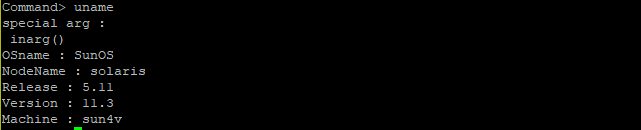 Command> uname
special arg :
 inarg()
OSname : SunOS
NodeName : solaris
Release : 5.11
Version : 11.3
Machine : sun4v